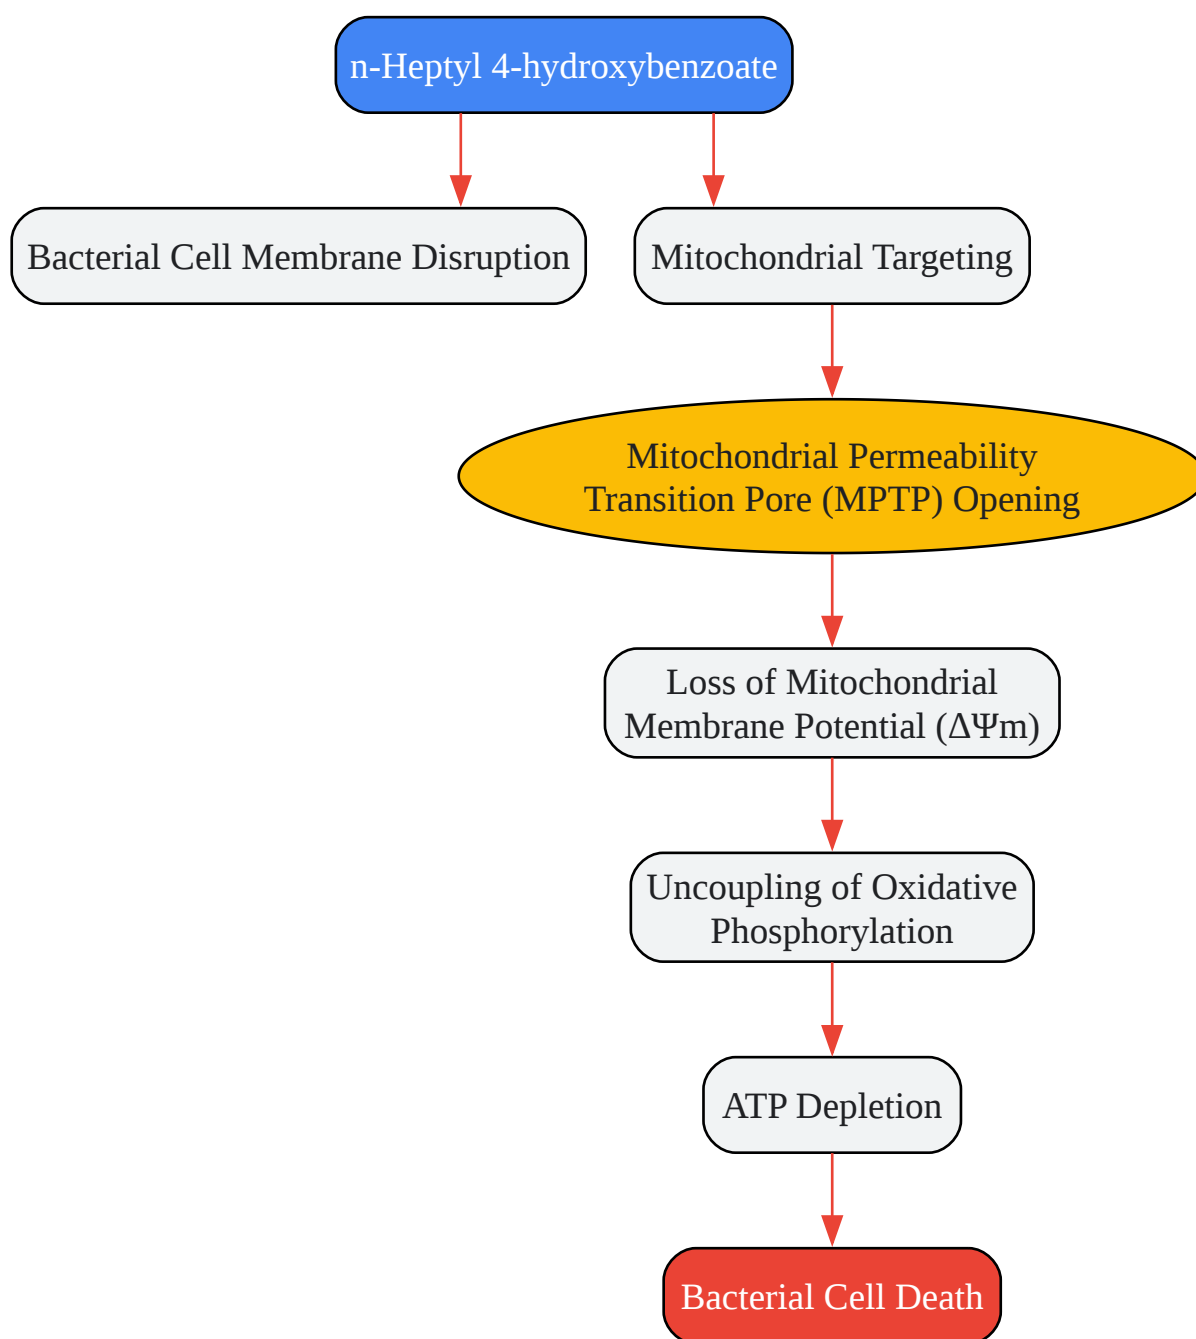 n-Heptyl 4-hydroxybenzoate
Bacterial Cell Membrane Disruption
Mitochondrial Targeting
Mitochondrial Permeability
Transition Pore (MPTP) Opening
Loss of Mitochondrial
Membrane Potential (ΔΨm)
Uncoupling of Oxidative
Phosphorylation
ATP Depletion
Bacterial Cell Death